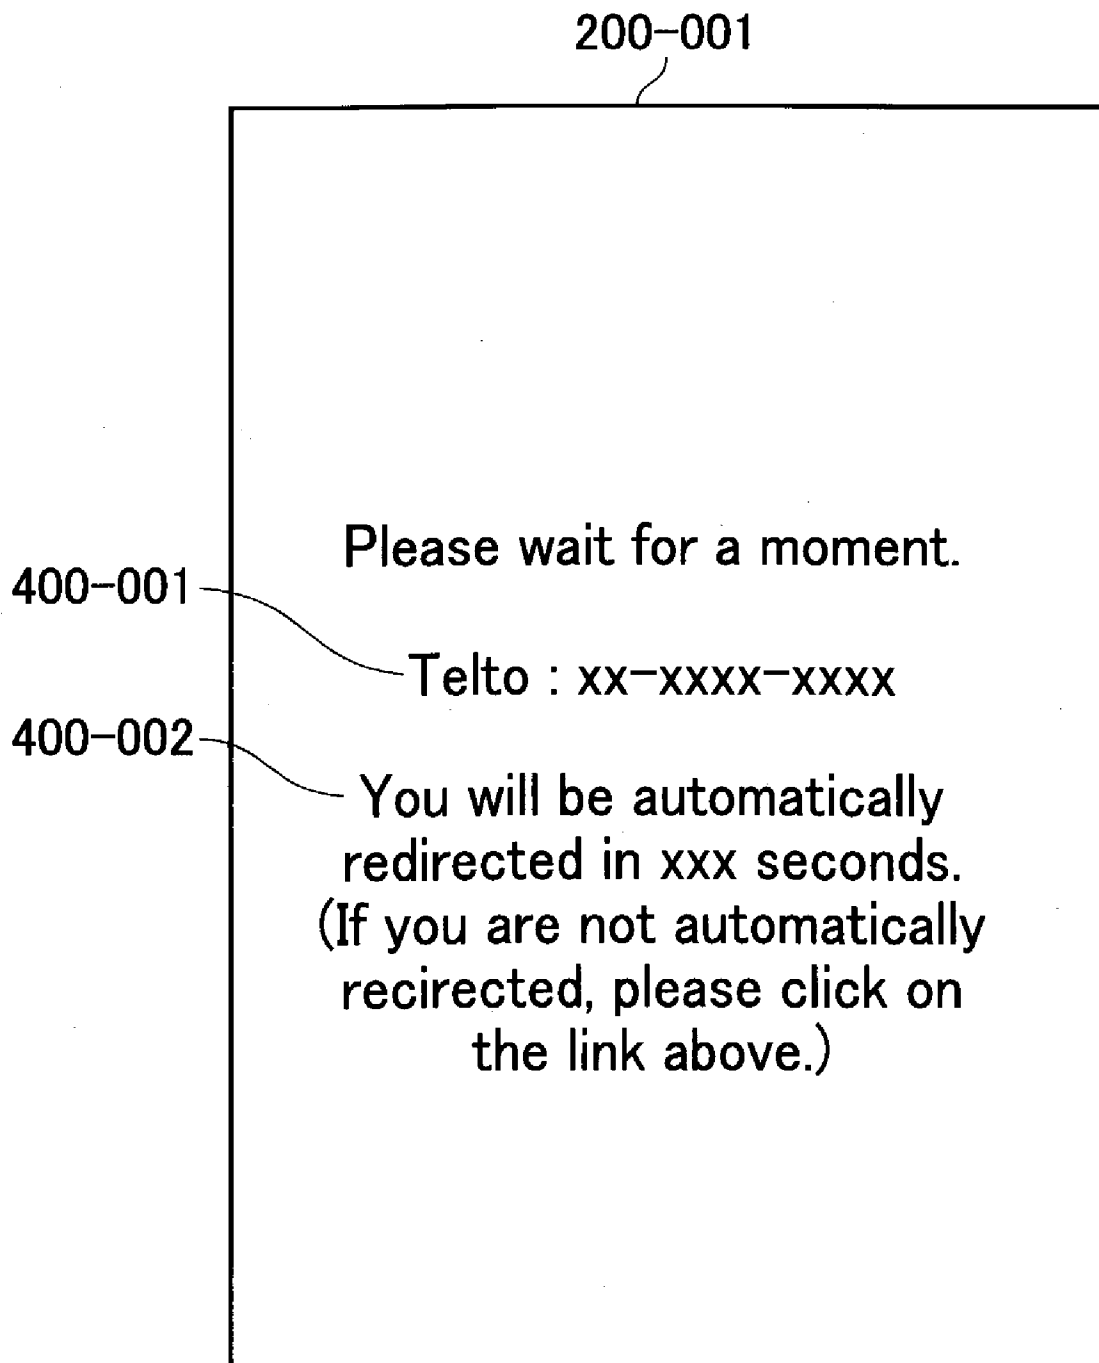 200-001
Please wait for a moment.
400-001
Telto : xx-xxxx-xxxx
400-002
You will be automatically
redirected in xxx seconds.
(If you are not automatically
recirected, please click on
the link above.)